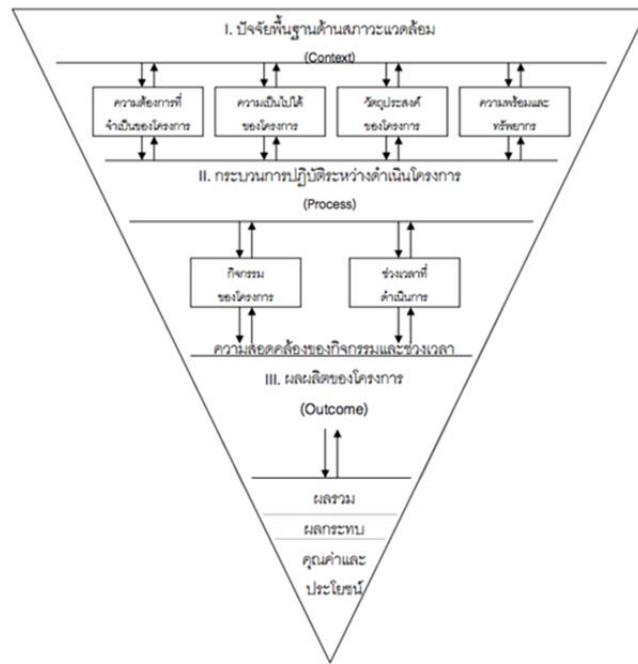 I. ปัจจัยพื้นฐานด้านสภาวะแวดล้อม
(Context)
ความต้องการที่
จำเป็นของโครงการ
ความเป็นไปได้
ของโครงการ
วัตถุประสงค์
ของโครงการ
ความพร้อมและ
ทรัพยากร
II. กระบวนการปฏิบัติระหว่างดำเนินโครงการ
(Process)
กิจกรรม
ของโครงการ
ช่วงเวลาที่
ดำเนินการ
ความสอดคล้องของกิจกรรมและช่วงเวลา
III. ผลผลิตของโครงการ
(Outcome)
ผลรวม
ผลกระทบ
คุณค่าและ
ประโยชน์